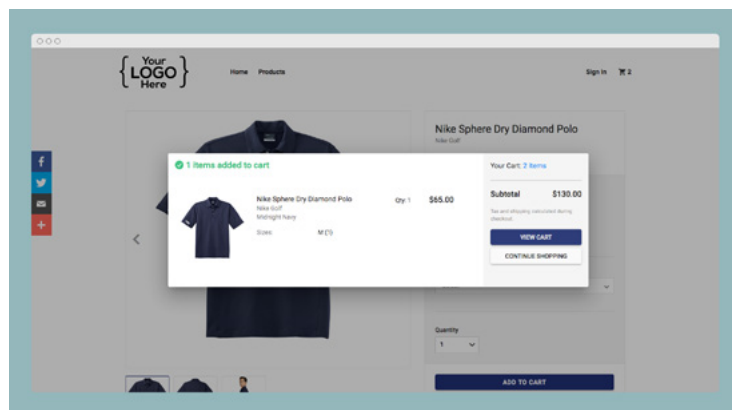 { Your
LOGO
Here }
Home Products
Sign In 2
Nike Sphere Dry Diamond Polo
Nike Golf
1 items added to cart
Nike Sphere Dry Diamond Polo
Nike Golf
Midnight Navy
Sizes: M (1)
Qty: 1 $65.00
Your Cart: 2 items
Subtotal $130.00
Tax and shipping calculated during
checkout.
VIEW CART
CONTINUE SHOPPING
Quantity
1
ADD TO CART